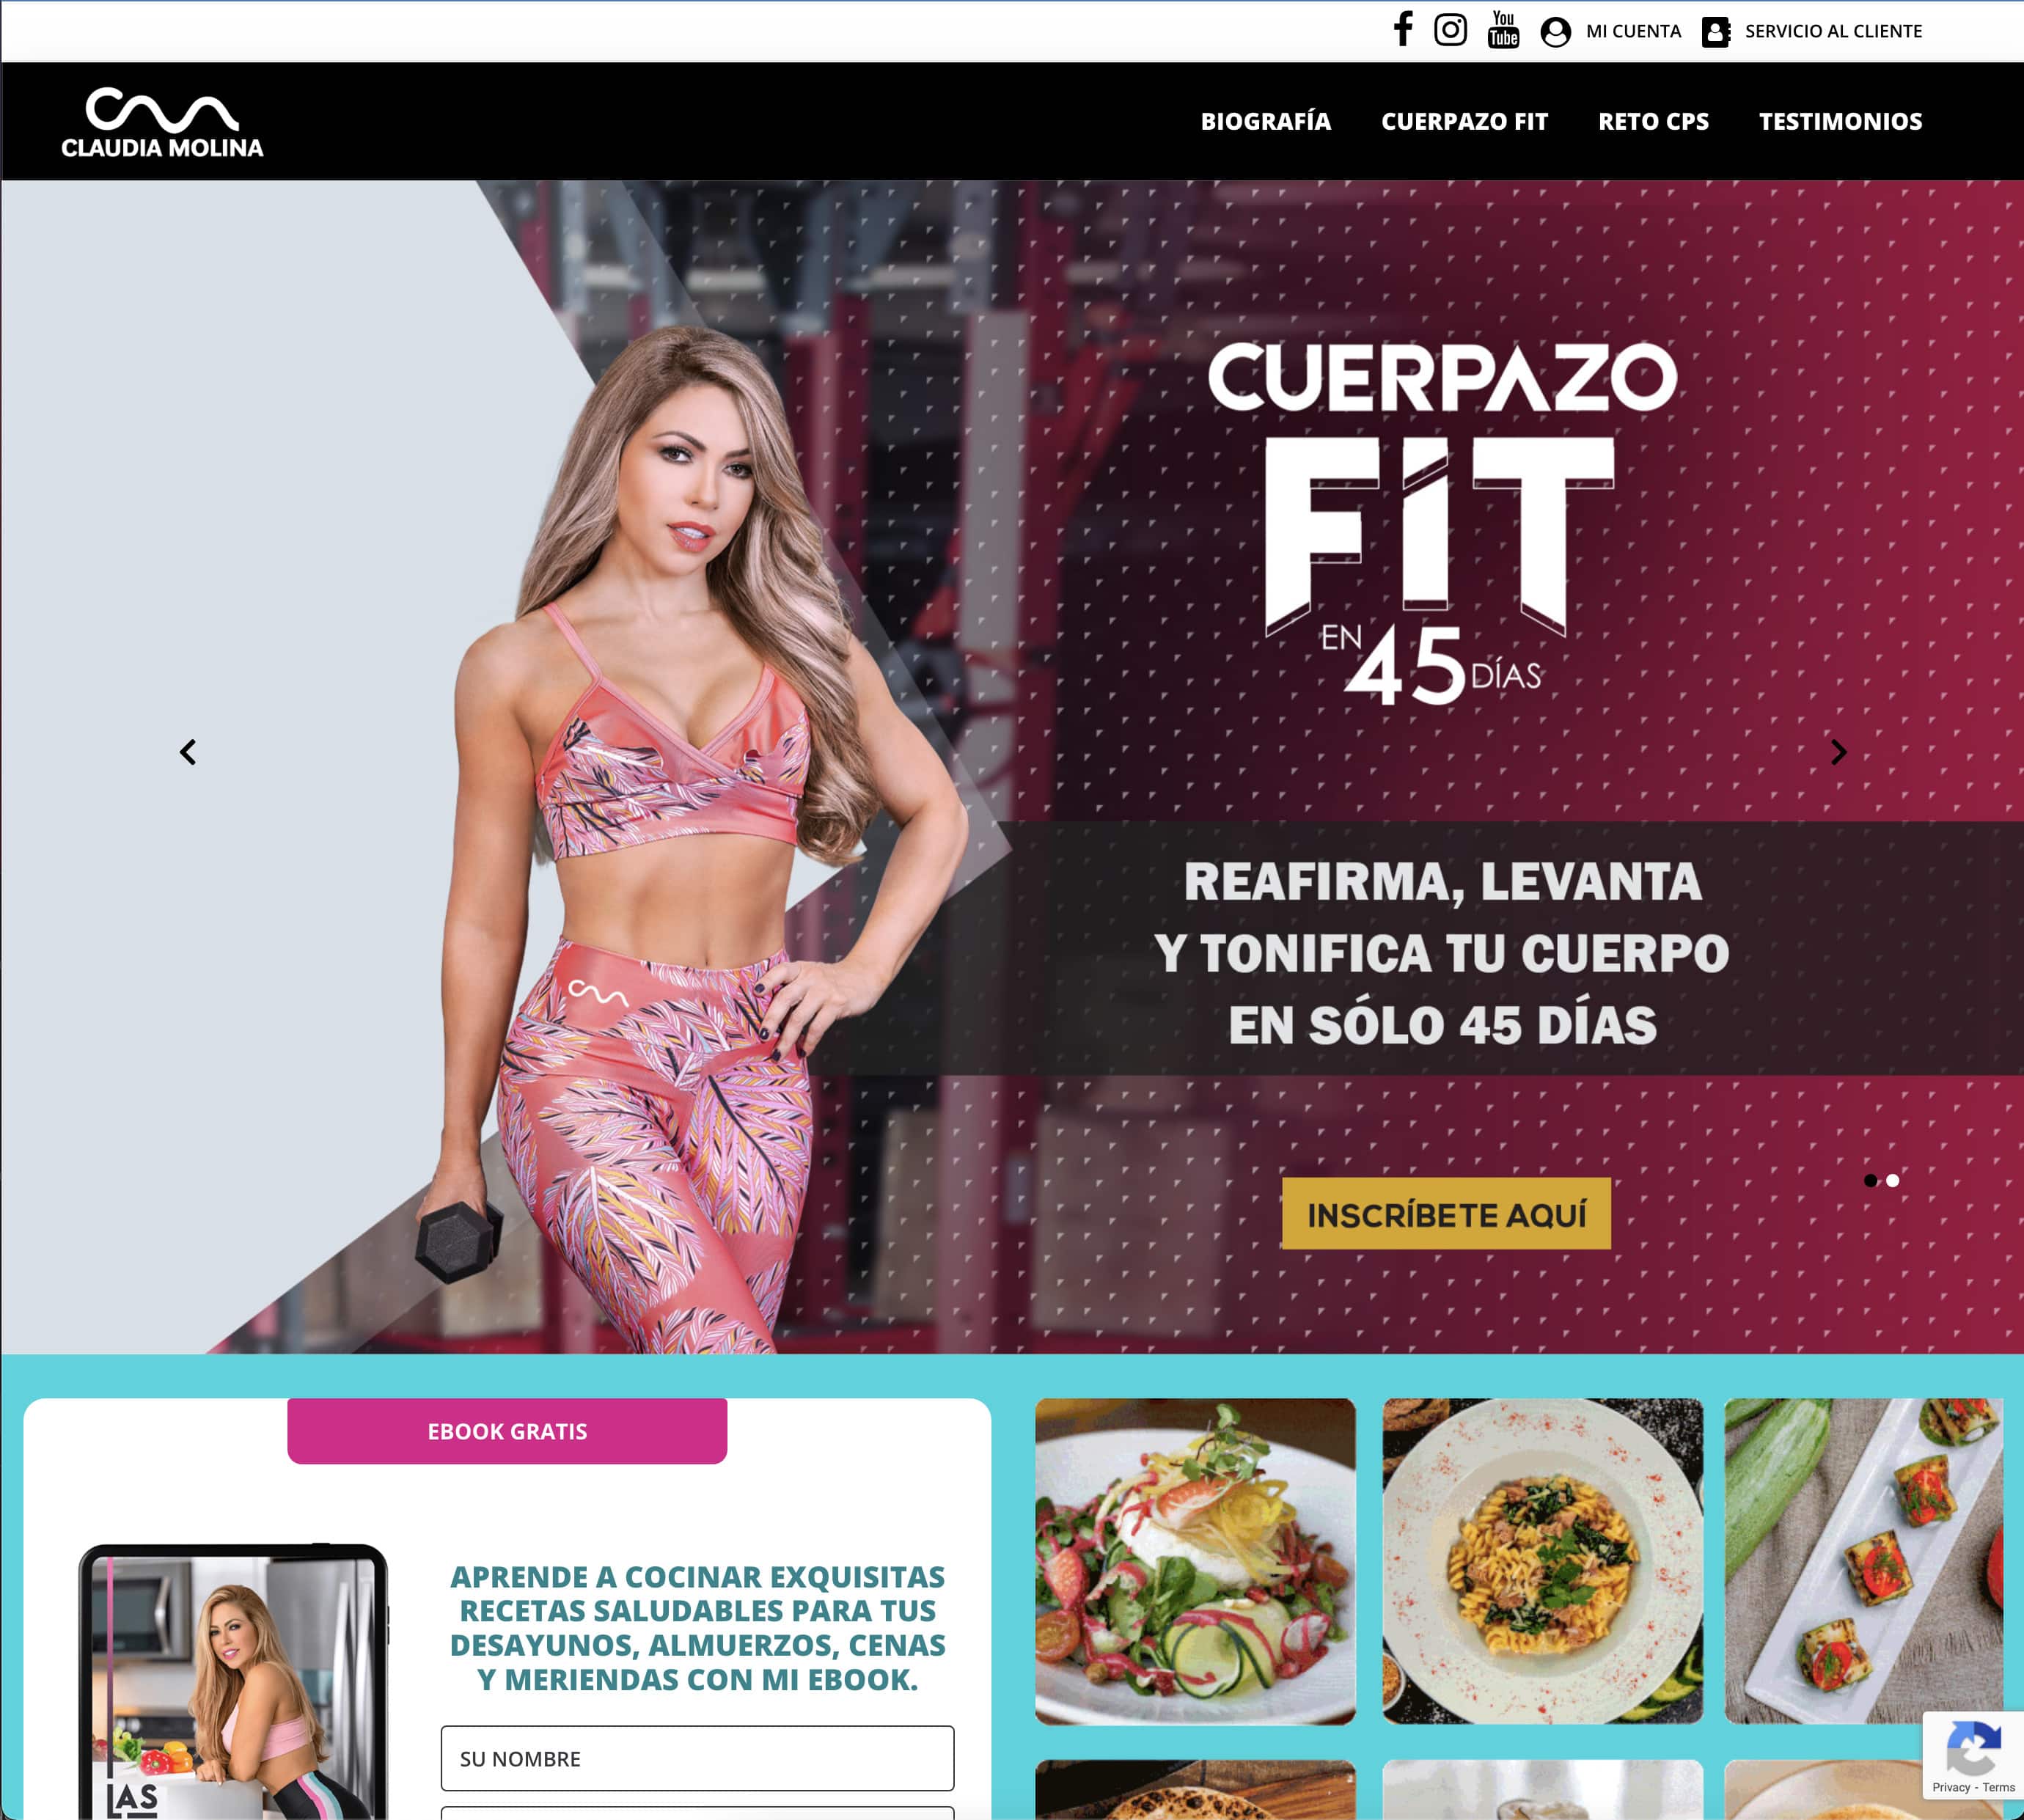 You
Tube
MI CUENTA
SERVICIO AL CLIENTE
CLAUDIA MOLINA
BIOGRAFÍA
CUERPAZO FIT
RETO CPS
TESTIMONIOS
CUERPAZO
FIT
EN 45 DÍAS
REAFIRMA, LEVANTA
Y TONIFICA TU CUERPO
EN SÓLO 45 DÍAS
INSCRÍBETE AQUÍ
EBOOK GRATIS
APRENDE A COCINAR EXQUISITAS
RECETAS SALUDABLES PARA TUS
DESAYUNOS, ALMUERZOS, CENAS
Y MERIENDAS CON MI EBOOK.
SU NOMBRE
LAS
Privacy - Terms